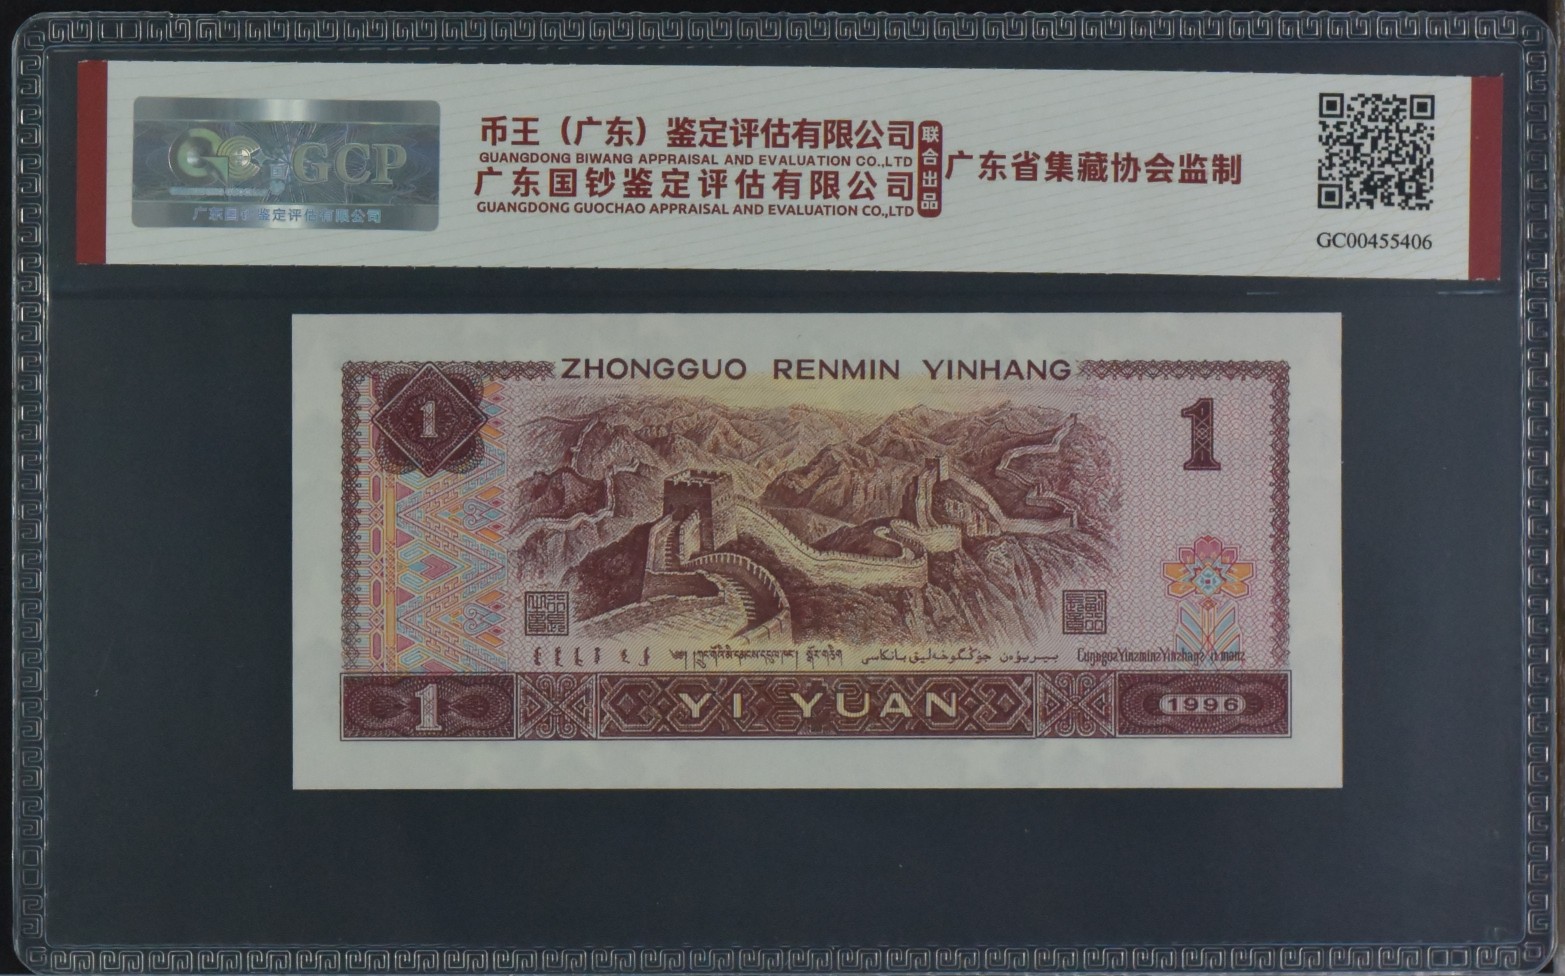 GCP
广东国钞鉴定评估有限公司
币王（广东）鉴定评估有限公司
GUANGDONG BIWANG APPRAISAL AND EVALUATION CO.,LTD
广东国钞鉴定评估有限公司
GUANGDONG GUOCHAO APPRAISAL AND EVALUATION CO.,LTD
联合出品
广东省集藏协会监制
GC00455406
ZHONGGUO RENMIN YINHANG
1
1
1
YI YUAN
1996